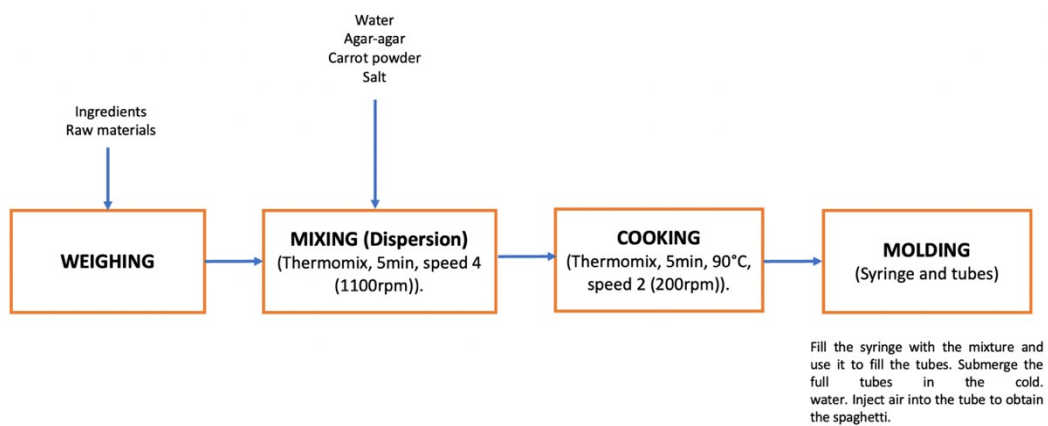 Water
Agar-agar
Carrot powder
Salt
Ingredients
Raw materials
WEIGHING
MIXING (Dispersion)
(Thermomix, 5min, speed 4
(1100rpm)).
COOKING
(Thermomix, 5min, 90°C,
speed 2 (200rpm)).
MOLDING
(Syringe and tubes)
Fill the syringe with the mixture and
use it to fill the tubes. Submerge the
full tubes in the cold.
water. Inject air into the tube to obtain
the spaghetti.